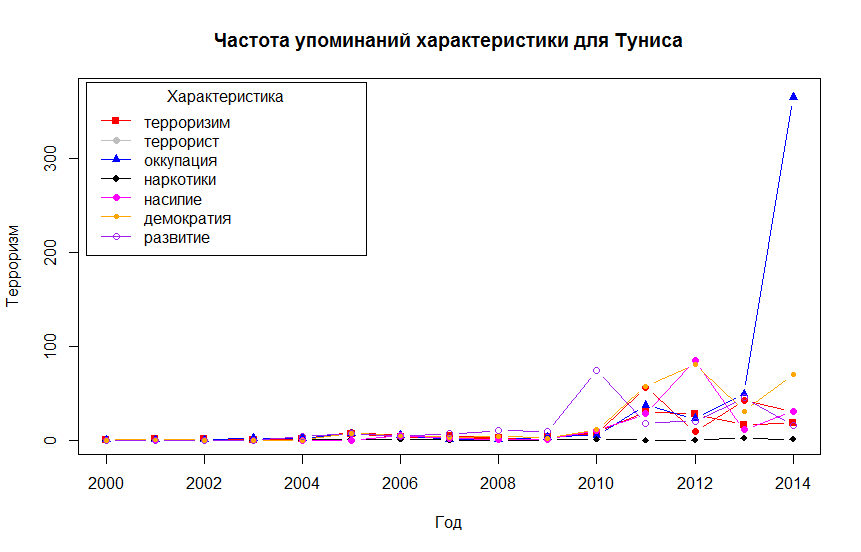 Частота упоминаний характеристики для Туниса
Характеристика
терроризим
террорист
оккупация
наркотики
насилие
демократия
развитие
Терроризм
300
200
100
0
2000 2002 2004 2006 2008 2010 2012 2014
Год